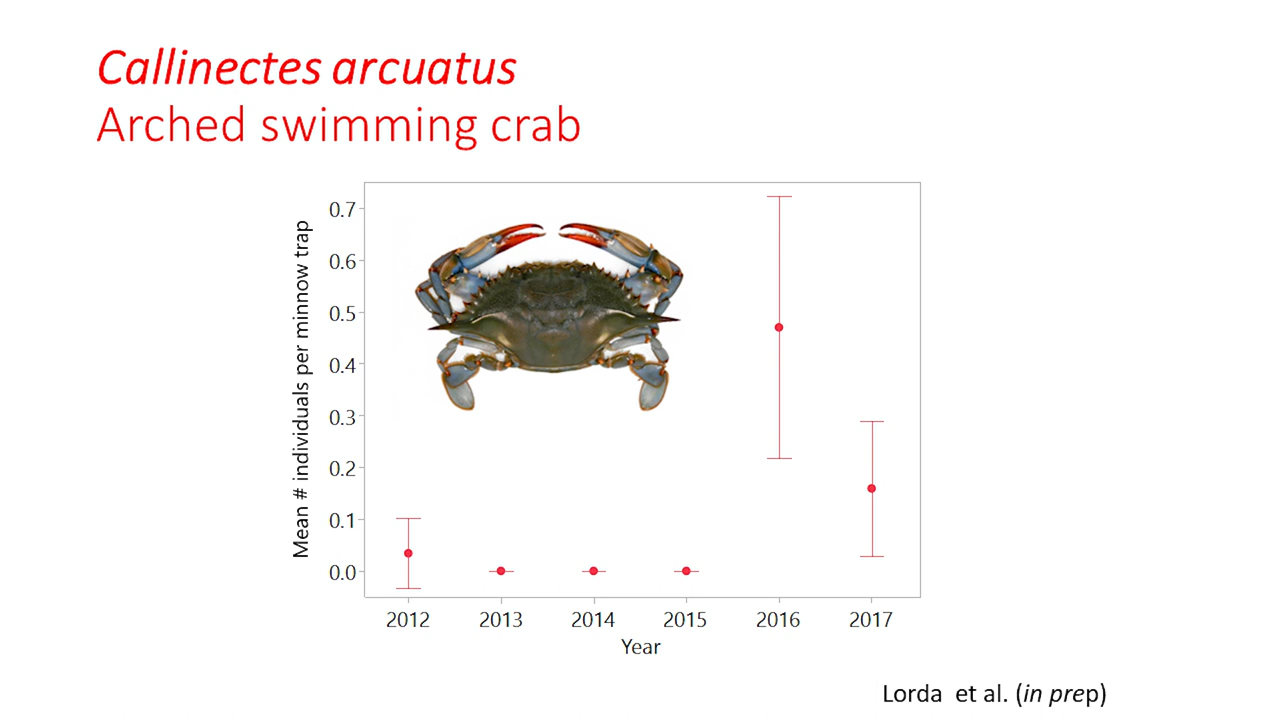 Callinectes arcuatus
Arched swimming crab
Mean # individuals per minnow trap
0.7
0.6
0.5
0.4
0.3
0.2
0.1
0.0
2012 2013 2014 2015 2016 2017
Year
Lorda et al. (in prep)